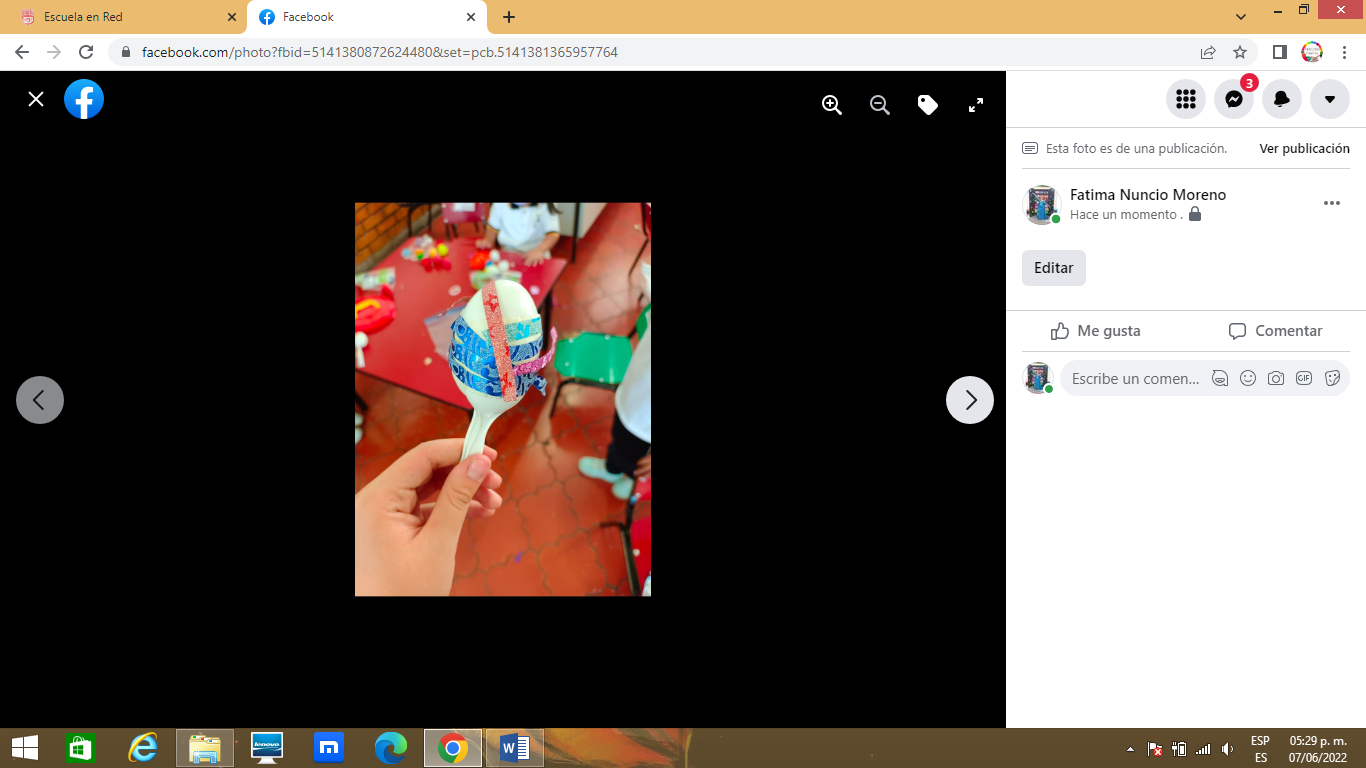 Escuela en Red
Facebook
facebook.com/photo?fbid=5141380872624480&set=pcb.5141381365957764
3
Esta foto es de una publicación.
Ver publicación
Fatima Nuncio Moreno
Hace un momento ·
Editar
Me gusta
Comentar
Escribe un comen...
GIF
lenovo
ESP
05:29 p. m.
ES
07/06/2022